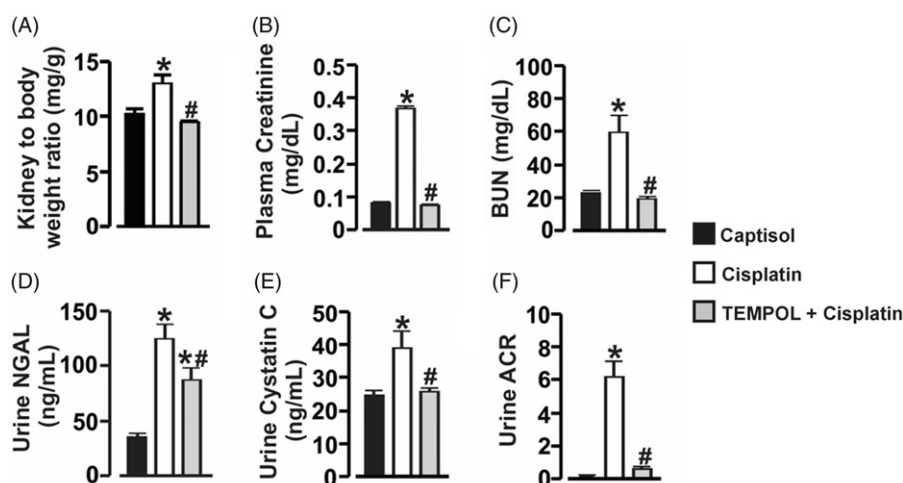 (A)
Kidney to body
weight ratio (mg/g)
15
10
5
0
*
#
(B)
Plasma Creatinine
(mg/dL)
0.5
0.4
0.3
0.2
0.1
0
*
#
(C)
BUN (mg/dL)
100
80
60
40
20
0
*
#
Captisol
Cisplatin
TEMPOL + Cisplatin
(D)
Urine NGAL
(ng/mL)
150
100
50
0
*
*#
(E)
Urine Cystatin C
(ng/mL)
50
40
30
20
10
0
*
#
(F)
Urine ACR
8
6
4
2
0
*
#